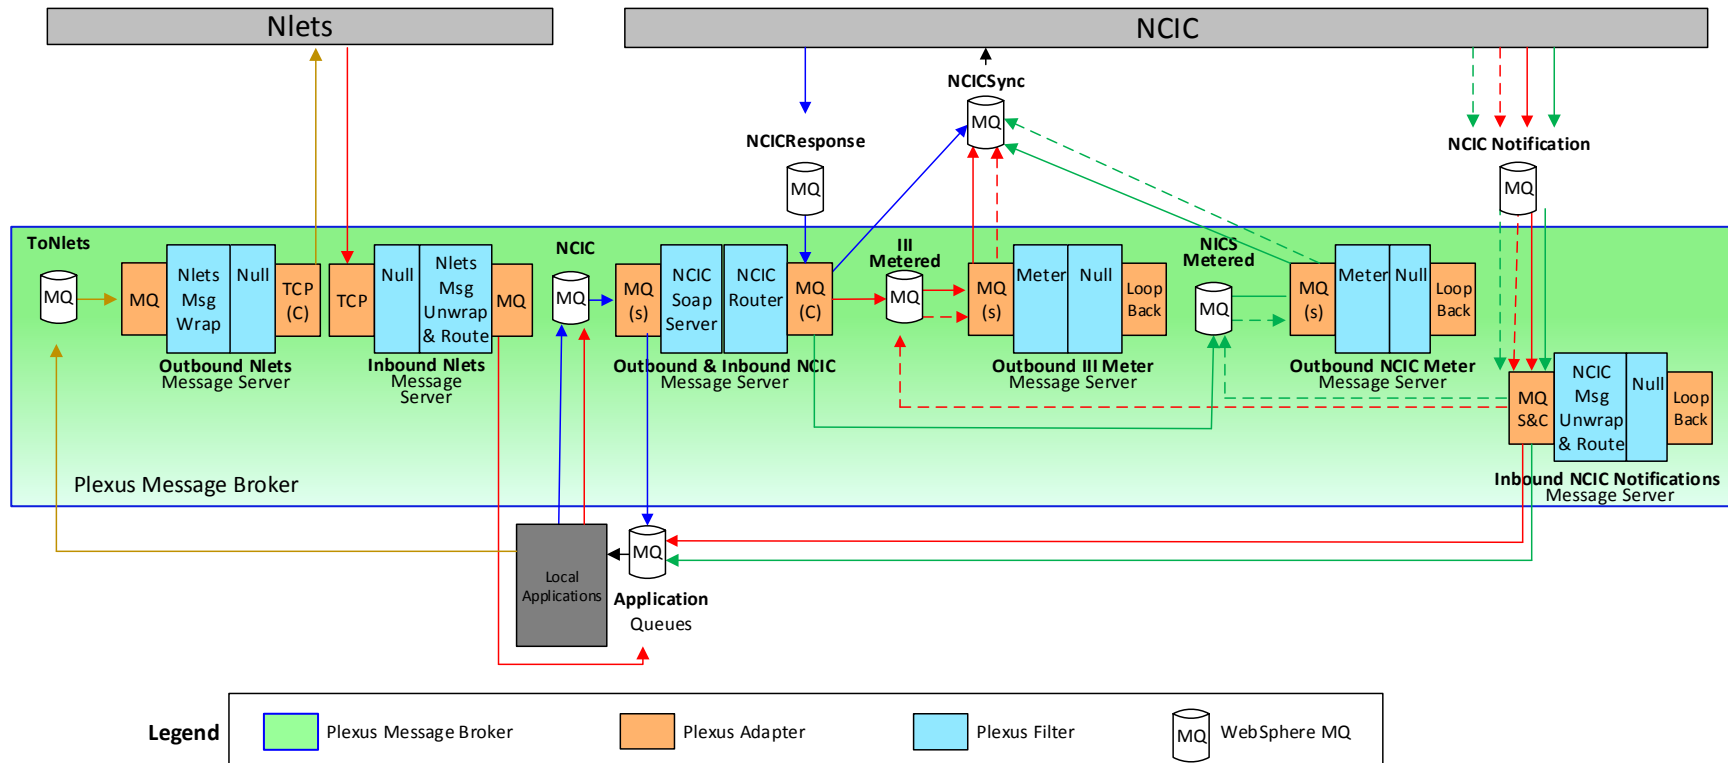 Nlets
NCIC
NCICSync
MQ
NCICResponse
MQ
NCIC Notification
MQ
ToNlets
MQ
MQ
Nlets
Msg
Wrap
Null
TCP
(C)
Outbound Nlets
Message Server
TCP
Null
Nlets
Msg
Unwrap
& Route
MQ
Inbound Nlets
Message
Server
NCIC
MQ
MQ
(s)
NCIC
Soap
Server
NCIC
Router
MQ
(C)
Outbound & Inbound NCIC
Message Server
III
Metered
MQ
MQ
(s)
Meter
Null
Loop
Back
Outbound III Meter
Message Server
NICS
Metered
MQ
MQ
(s)
Meter
Null
Loop
Back
Outbound NCIC Meter
Message Server
MQ
S&C
NCIC
Msg
Unwrap
& Route
Null
Loop
Back
Inbound NCIC Notifications
Message Server
Plexus Message Broker
Local
Applications
MQ
Application
Queues
Legend
Plexus Message Broker
Plexus Adapter
Plexus Filter
MQ
WebSphere MQ